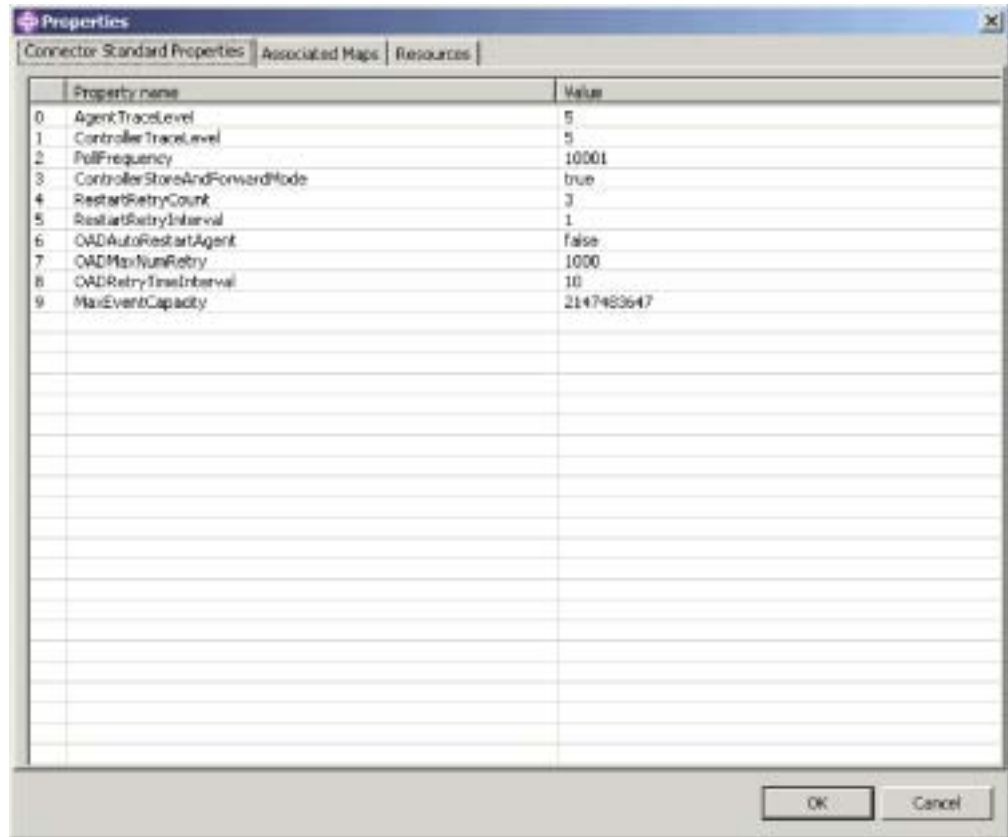 Properties
Connector Standard Properties Associated Maps Resources
Property name Value
0 AgentTraceLevel 5
1 ControllerTraceLevel 5
2 PollFrequency 10001
3 ControllerStoreAndForwardMode true
4 RestartRetryCount 3
5 RestartRetryInterval 1
6 OADAutoRestartAgent false
7 OADMaxNumRetry 1000
8 OADRetryTimeInterval 10
9 MaxEventCapacity 2147483647
OK Cancel